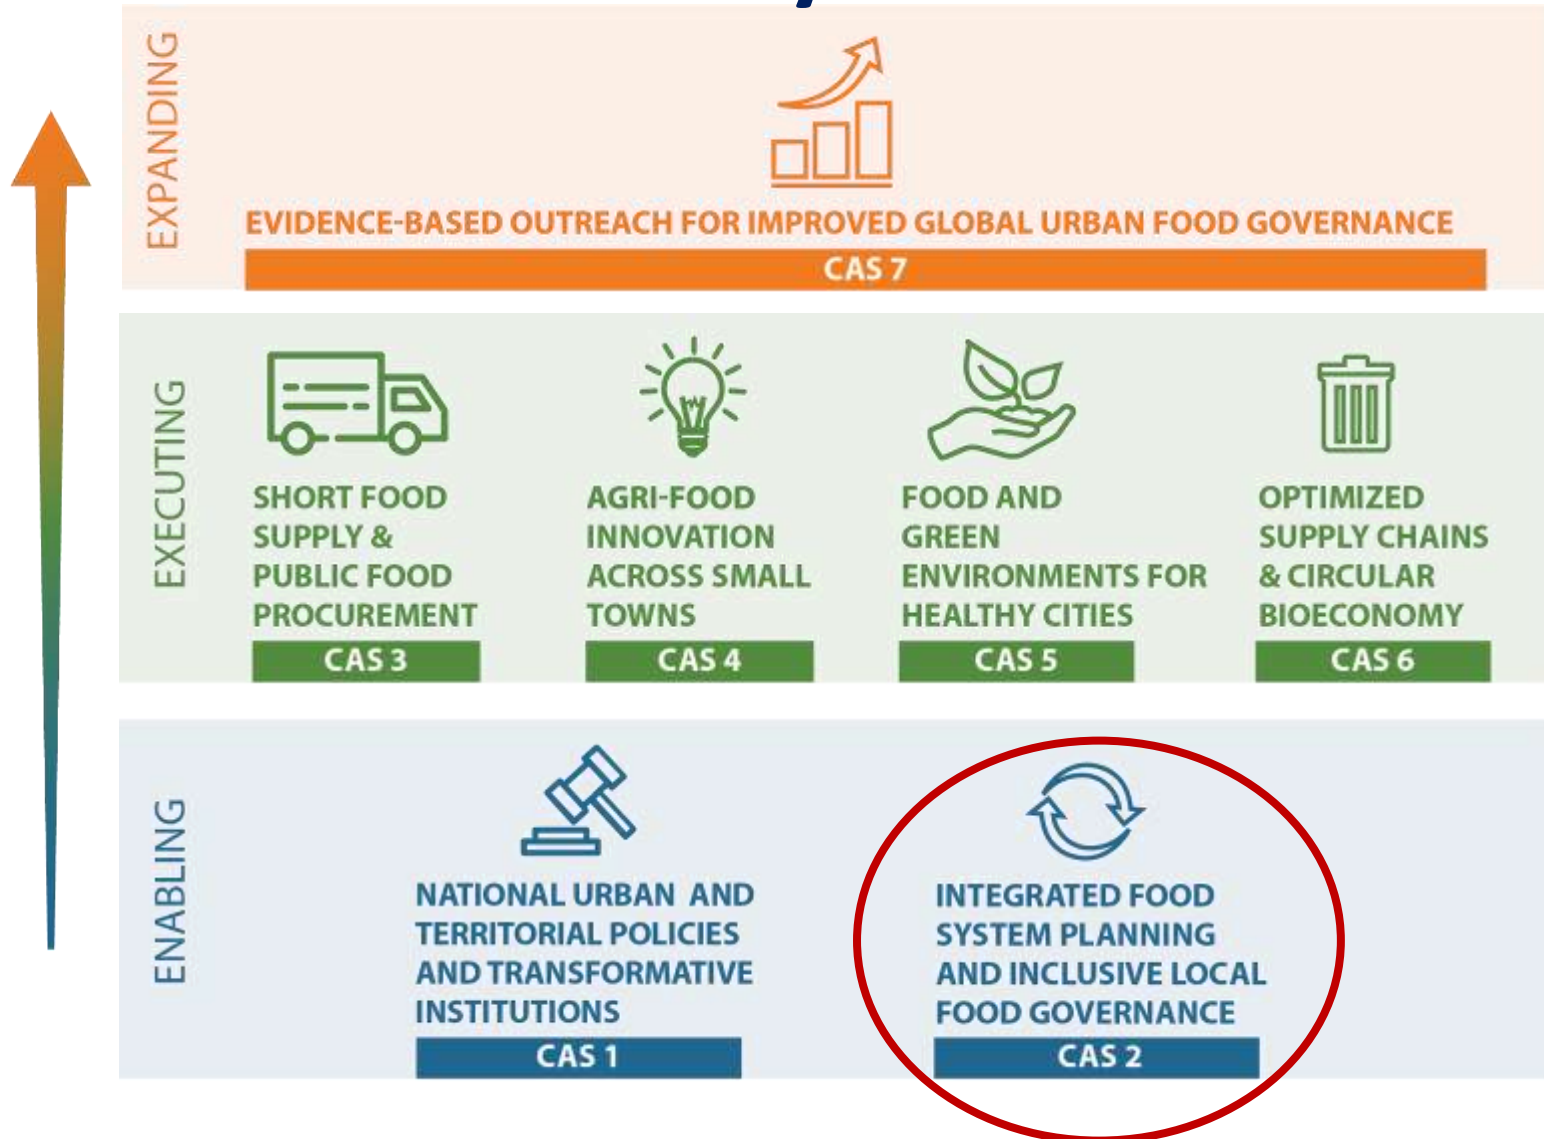 EXPANDING
EVIDENCE-BASED OUTREACH FOR IMPROVED GLOBAL URBAN FOOD GOVERNANCE
CAS 7
EXECUTING
SHORT FOOD
SUPPLY &
PUBLIC FOOD
PROCUREMENT
CAS 3
AGRI-FOOD
INNOVATION
ACROSS SMALL
TOWNS
CAS 4
FOOD AND
GREEN
ENVIRONMENTS FOR
HEALTHY CITIES
CAS 5
OPTIMIZED
SUPPLY CHAINS
& CIRCULAR
BIOECONOMY
CAS 6
ENABLING
NATIONAL URBAN AND
TERRITORIAL POLICIES
AND TRANSFORMATIVE
INSTITUTIONS
CAS 1
INTEGRATED FOOD
SYSTEM PLANNING
AND INCLUSIVE LOCAL
FOOD GOVERNANCE
CAS 2